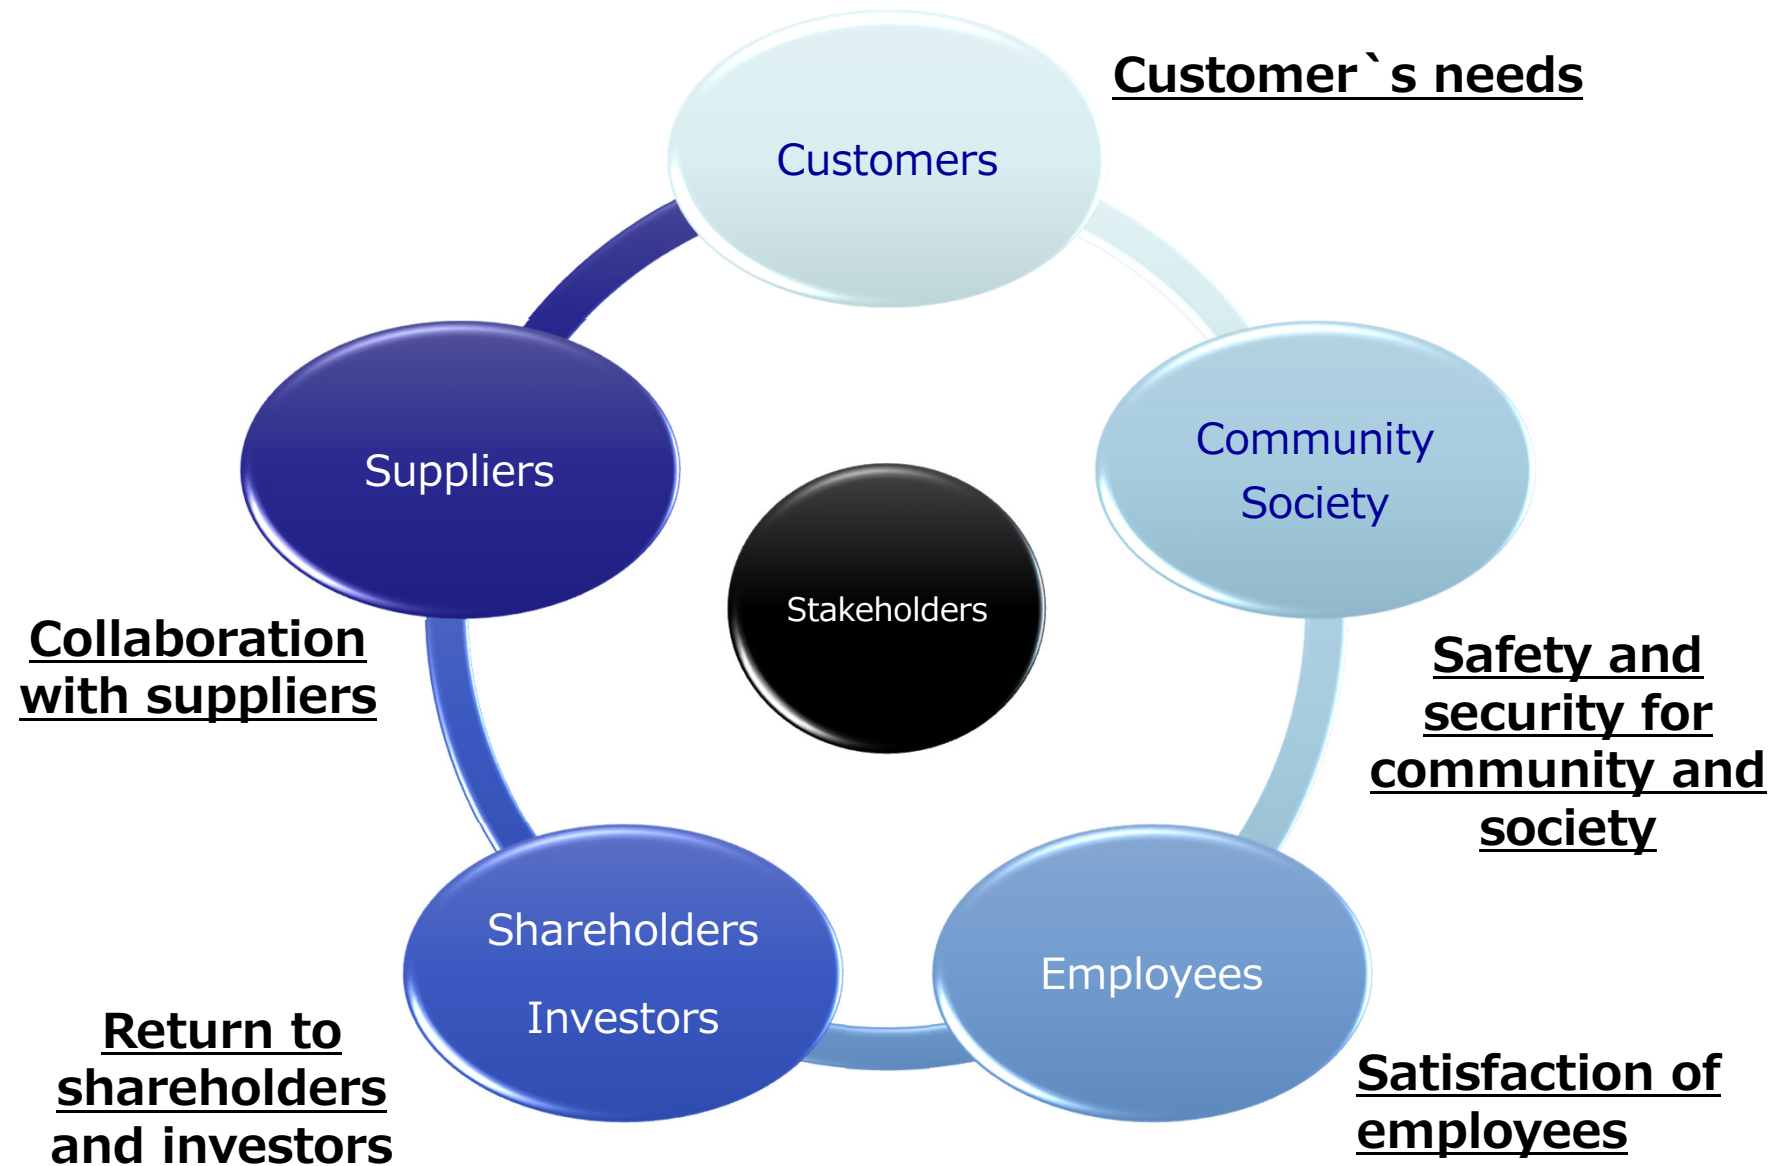 Customer`s needs
Customers
Community
Society
Suppliers
Stakeholders
Collaboration
with suppliers
Safety and
security for
community and
society
Shareholders
Investors
Employees
Return to
shareholders
and investors
Satisfaction of
employees